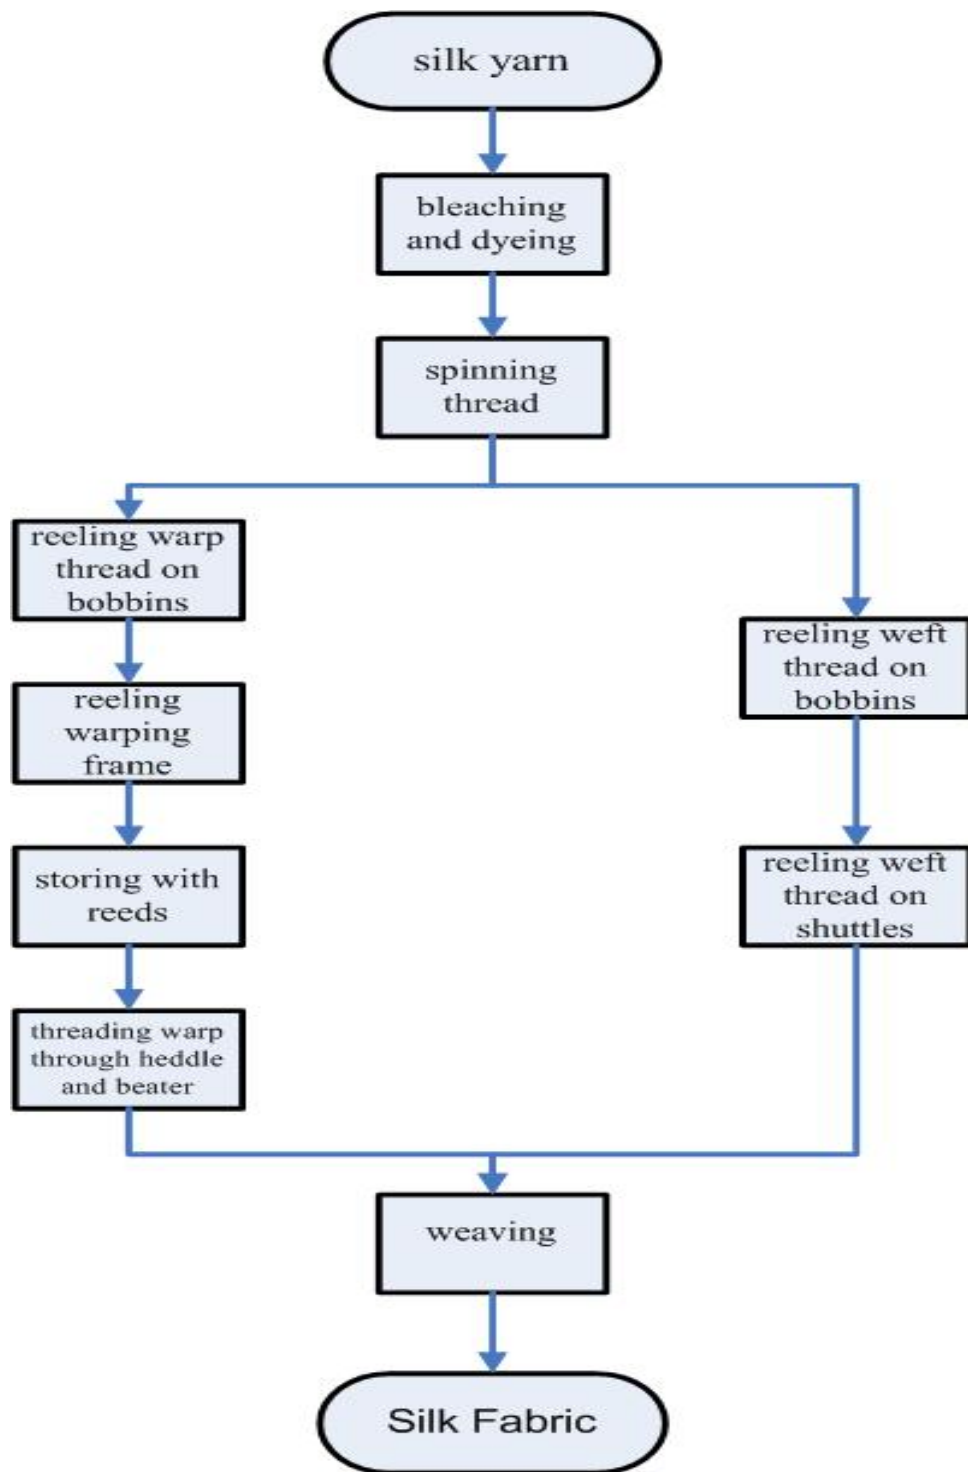 silk yarn
bleaching
and dyeing
spinning
thread
reeling warp
thread on
bobbins
reeling
warping
frame
storing with
reeds
threading warp
through heddle
and beater
reeling weft
thread on
bobbins
reeling weft
thread on
shuttles
weaving
Silk Fabric